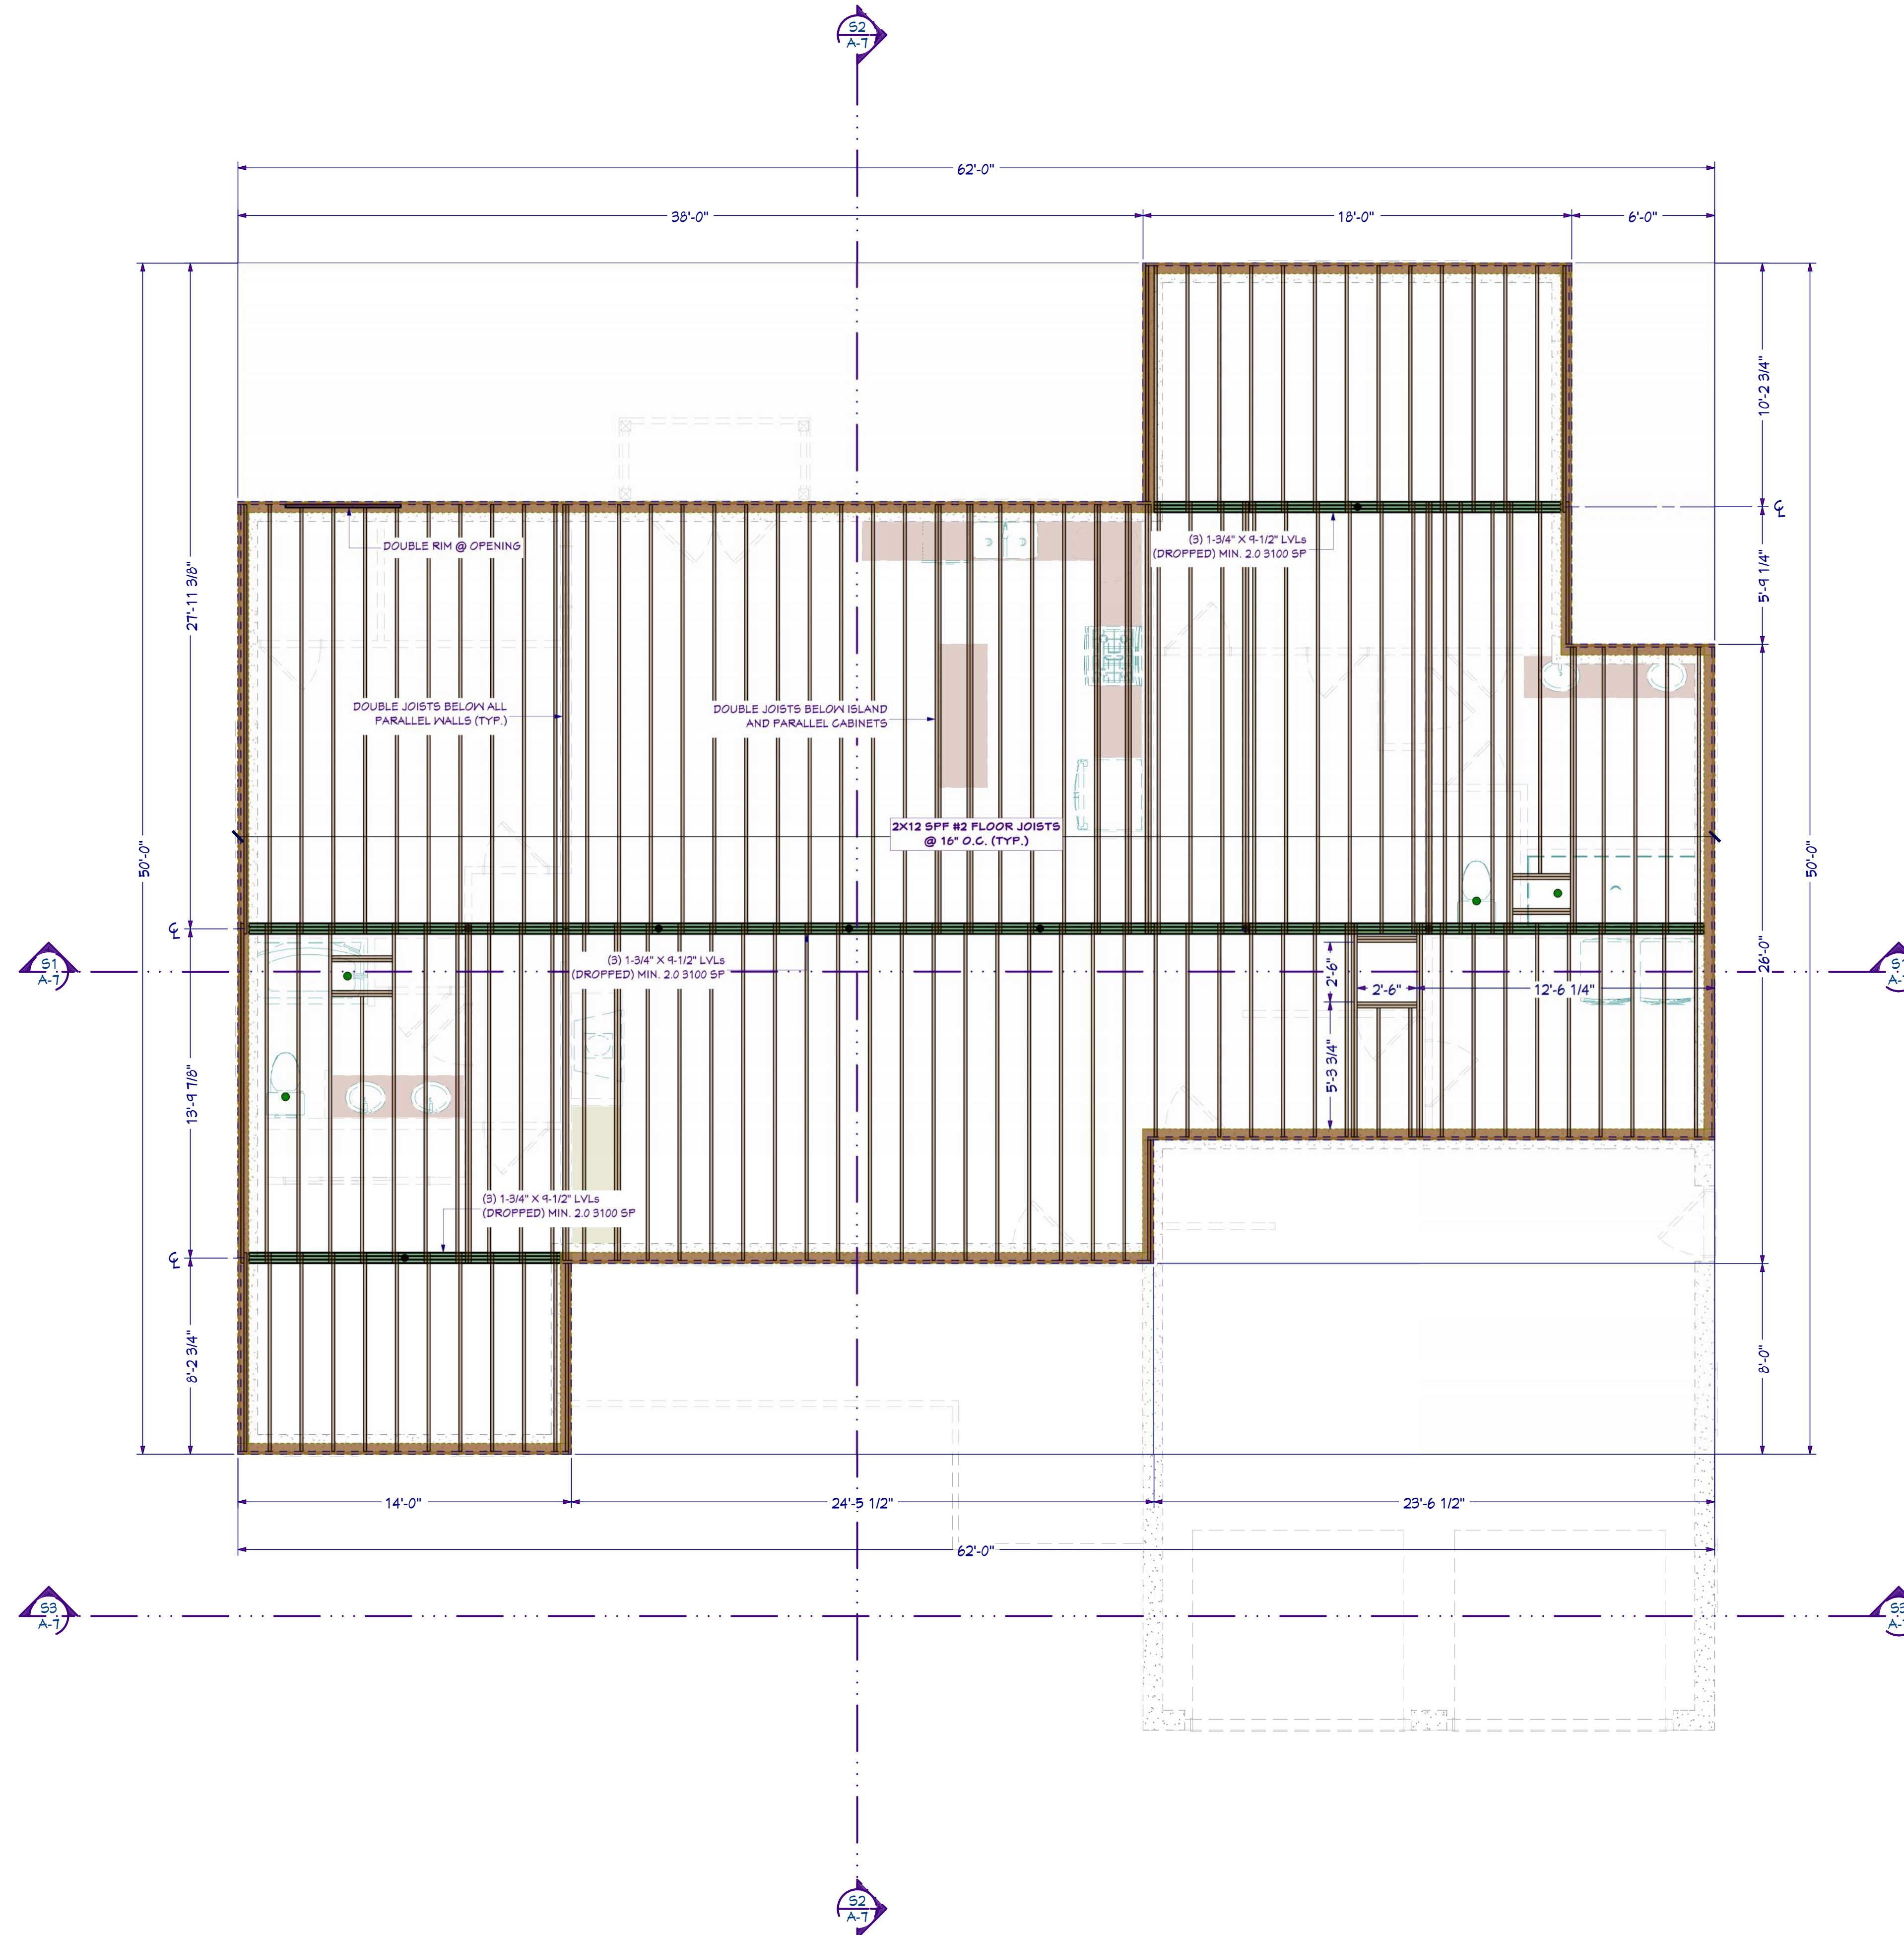 S2
A-7
62'-0"
38'-0"
18'-0"
6'-0"
10'-2 3/4"
50'-0"
27'-11 3/8"
(3) 1-3/4" X 9-1/2" LVLs
(DROPPED) MIN. 2.0 3100 SP
DOUBLE RIM @ OPENING
5'-9 1/4"
DOUBLE JOISTS BELOW ALL
PARALLEL WALLS (TYP.)
DOUBLE JOISTS BELOW ISLAND
AND PARALLEL CABINETS
2X12 SPF #2 FLOOR JOISTS
@ 16" O.C. (TYP.)
50'-0"
S1
A-7
(3) 1-3/4" X 9-1/2" LVLs
(DROPPED) MIN. 2.0 3100 SP
2'-6"
2'-6"
12'-6 1/4"
26'-0"
S1
A-7
13'-9 7/8"
5'-3 3/4"
(3) 1-3/4" X 9-1/2" LVLs
(DROPPED) MIN. 2.0 3100 SP
8'-2 3/4"
8'-0"
14'-0"
24'-5 1/2"
23'-6 1/2"
62'-0"
S3
A-7
S3
A-7
S2
A-7